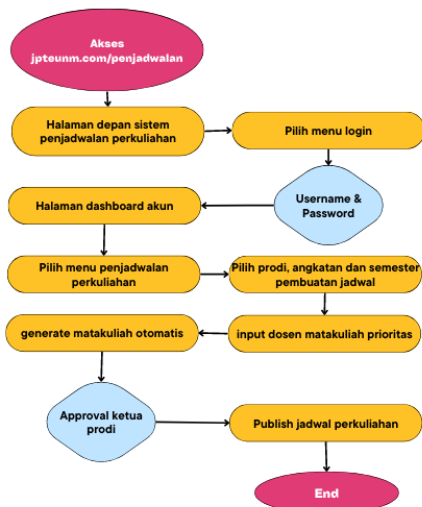 Akses
jpteunm.com/penjadwalan
Halaman depan sistem
penjadwalan perkuliahan
Pilih menu login
Username &
Password
Halaman dashboard akun
Pilih menu penjadwalan
perkuliahan
Pilih prodi, angkatan dan semester
pembuatan jadwal
input dosen matakuliah prioritas
generate matakuliah otomatis
Approval ketua
prodi
Publish jadwal perkuliahan
End